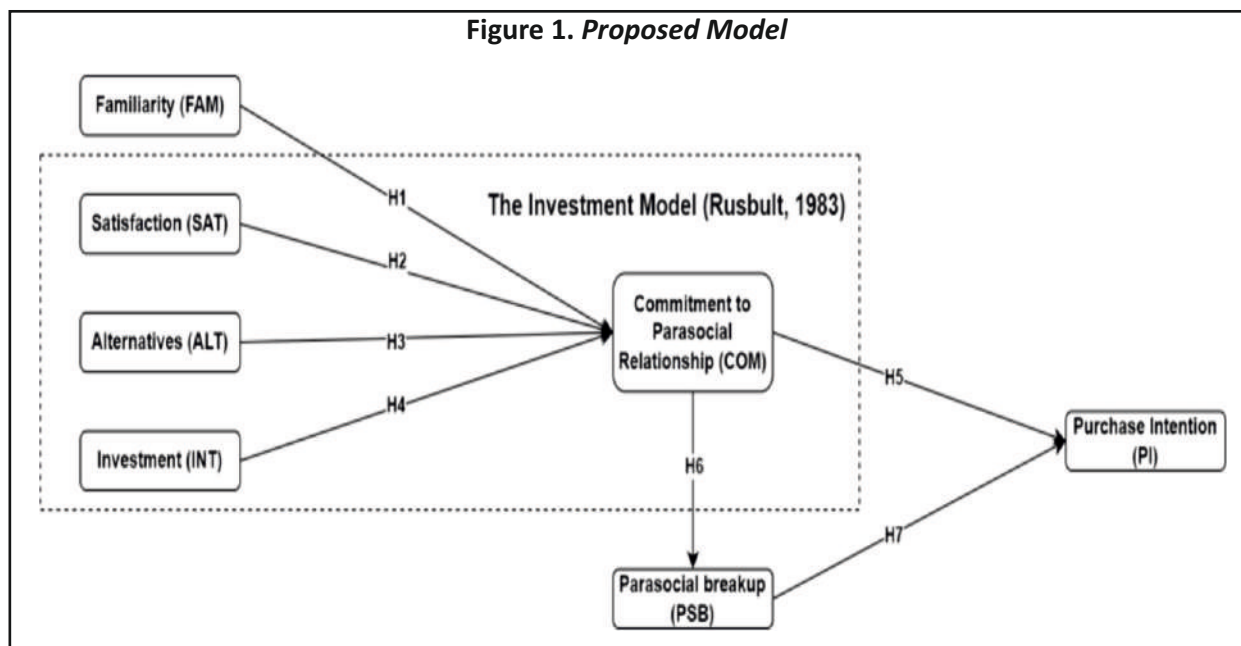 Figure 1. Proposed Model
Familiarity (FAM)
H1
The Investment Model (Rusbult, 1983)
Satisfaction (SAT)
H2
Commitment to
Parasocial
Relationship (COM)
Alternatives (ALT)
H3
H4
H5
Investment (INT)
H6
Purchase Intention
(PI)
H7
Parasocial breakup
(PSB)